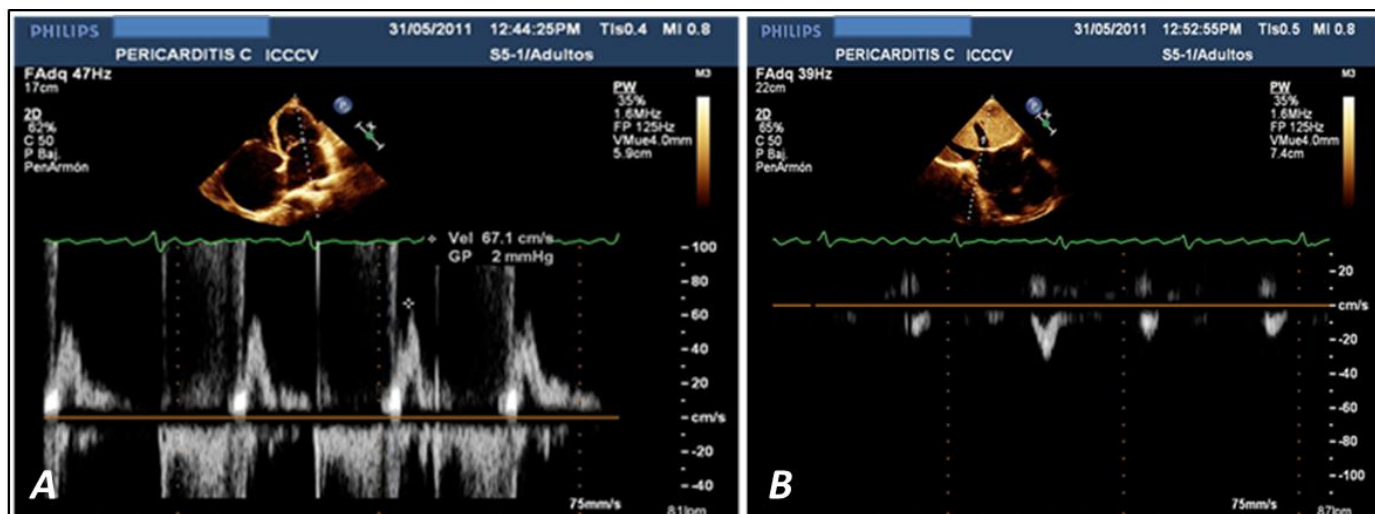 PHILIPS
31/05/2011 12:44:25PM TIs0.4 MI 0.8
PERICARDITIS C ICCCV
S5-1/Adultos
FAdq 47Hz
17cm
2D
62%
C 50
P Baj.
PenArmón
M3
PW
35%
1.6MHz
FP 125Hz
VMue4.0mm
5.9cm
Vel 67.1 cm/s
GP 2 mmHg
100
80
60
40
20
cm/s
-20
-40
A
75mm/s
81lpm
PHILIPS
31/05/2011 12:52:55PM TIs0.5 MI 0.8
PERICARDITIS C ICCCV
S5-1/Adultos
FAdq 39Hz
22cm
2D
65%
C 50
P Baj.
PenArmón
M3
PW
35%
1.6MHz
FP 125Hz
VMue4.0mm
7.4cm
20
cm/s
-20
-40
-60
-80
-100
B
75mm/s
87lpm